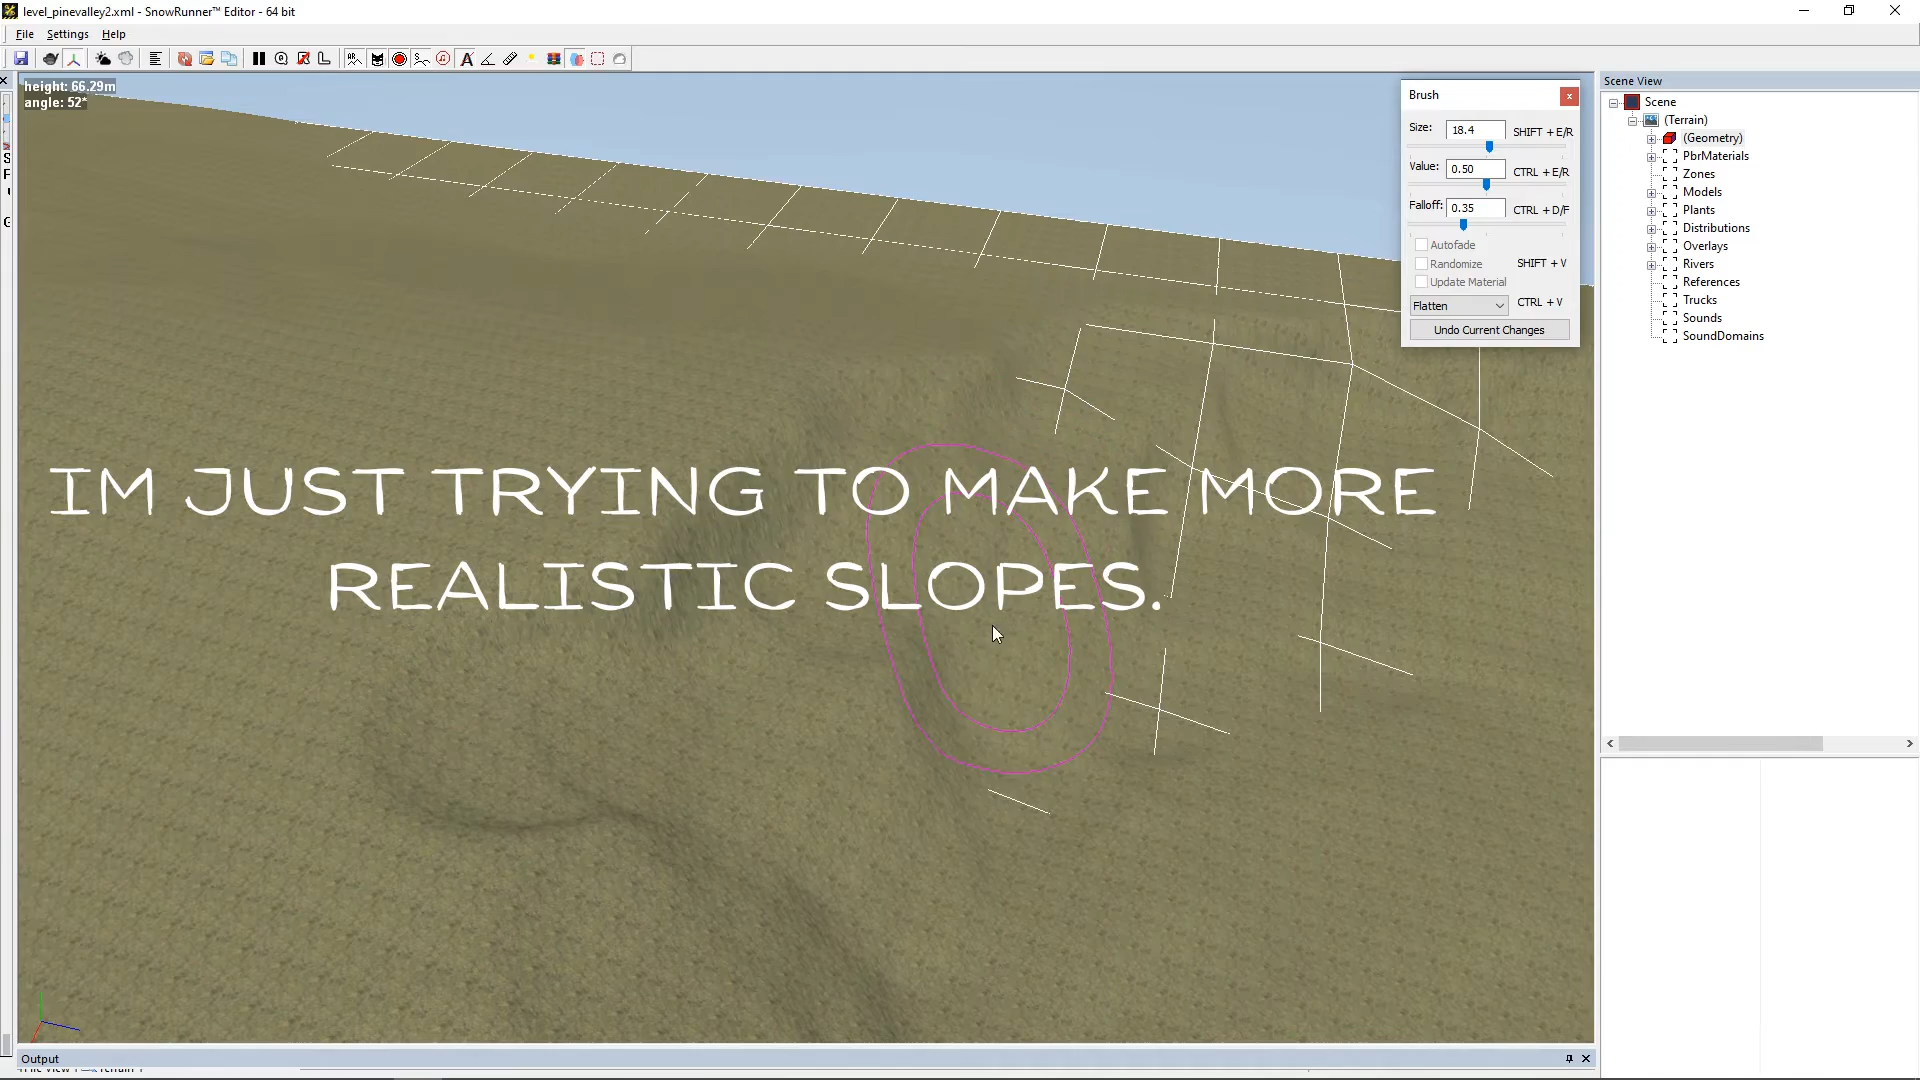 level_pinevalley2.xml - SnowRunner™ Editor - 64 bit
File Settings Help
height: 66.29m
angle: 52*
Brush
Size: 18.4 SHIFT + E/R
Value: 0.50 CTRL + E/R
Falloff: 0.35 CTRL + D/F
Autofade
Randomize SHIFT + V
Update Material
Flatten CTRL + V
Undo Current Changes
Scene View
Scene
(Terrain)
(Geometry)
PbrMaterials
Zones
Models
Plants
Distributions
Overlays
Rivers
References
Trucks
Sounds
SoundDomains
IM JUST TRYING TO MAKE MORE
REALISTIC SLOPES.
Output